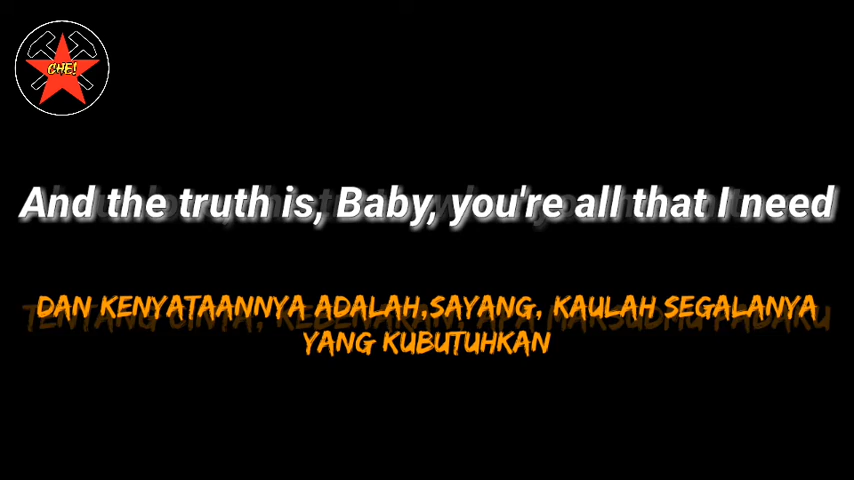 CHE!
And the truth is, Baby, you're all that I need
DAN KENYATAANNYA ADALAH,SAYANG, KAULAH SEGALANYA
YANG KUBUTUHKAN